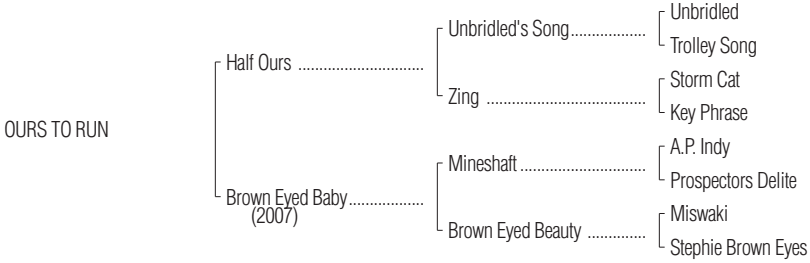 Unbridled
Unbridled's Song.................
Trolley Song
Half Ours .............................
Storm Cat
Zing .....................................
Key Phrase
OURS TO RUN
A.P. Indy
Mineshaft .............................
Prospectors Delite
Brown Eyed Baby..................
(2007)
Miswaki
Brown Eyed Beauty ..............
Stephie Brown Eyes